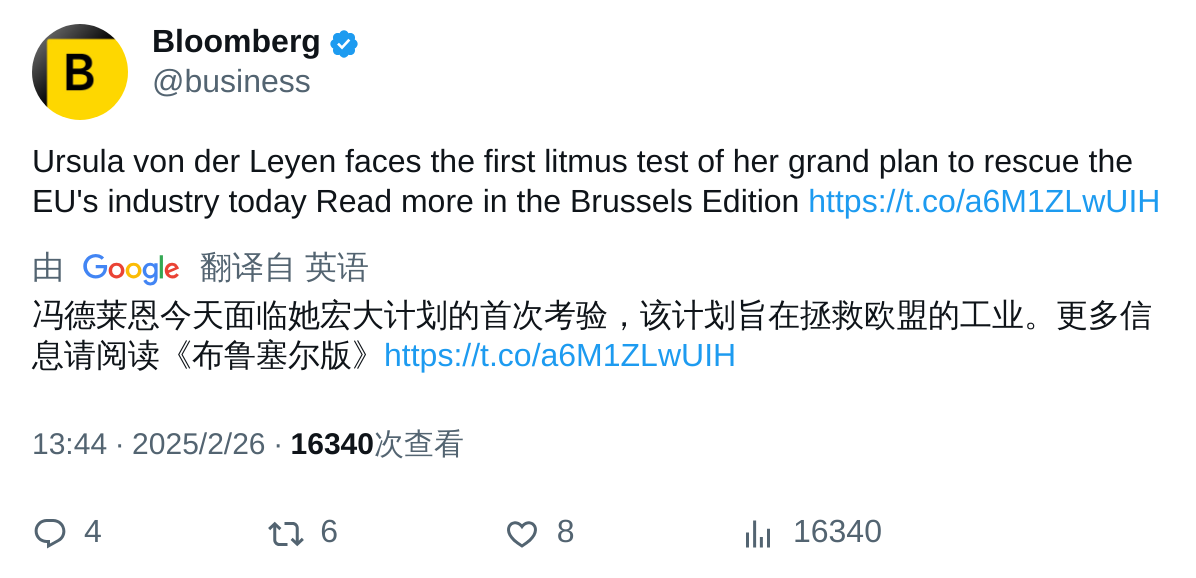 B
Bloomberg
@business
Ursula von der Leyen faces the first litmus test of her grand plan to rescue the
EU's industry today Read more in the Brussels Edition https://t.co/a6M1ZLwUIH
由 Google 翻译自 英语
冯德莱恩今天面临她宏大计划的首次考验，该计划旨在拯救欧盟的工业。更多信
息请阅读《布鲁塞尔版》https://t.co/a6M1ZLwUIH
13:44 · 2025/2/26 · 16340次查看
4 6 8 16340